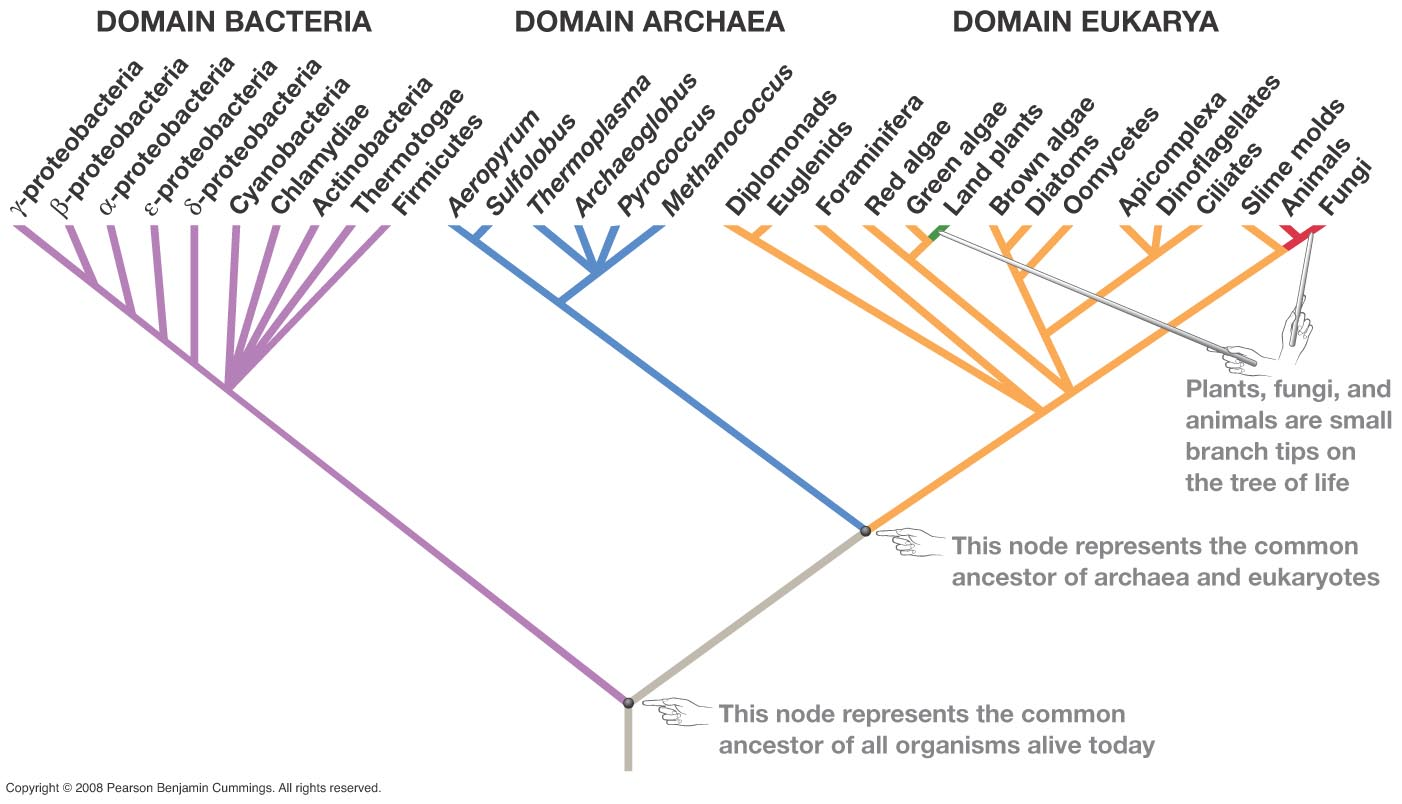 DOMAIN BACTERIA
DOMAIN ARCHAEA
DOMAIN EUKARYA
γ-proteobacteria
β-proteobacteria
α-proteobacteria
ε-proteobacteria
δ-proteobacteria
Cyanobacteria
Chlamydiae
Actinobacteria
Thermotogae
Firmicutes
Aeropyrum
Sulfolobus
Thermoplasma
Archaeoglobus
Pyrococcus
Methanococcus
Diplomonads
Euglenids
Foraminifera
Red algae
Green algae
Land plants
Brown algae
Diatoms
Oomycetes
Apicomplexa
Dinoflagellates
Ciliates
Slime molds
Animals
Fungi
Plants, fungi, and
animals are small
branch tips on
the tree of life
This node represents the common
ancestor of archaea and eukaryotes
This node represents the common
ancestor of all organisms alive today
Copyright © 2008 Pearson Benjamin Cummings. All rights reserved.